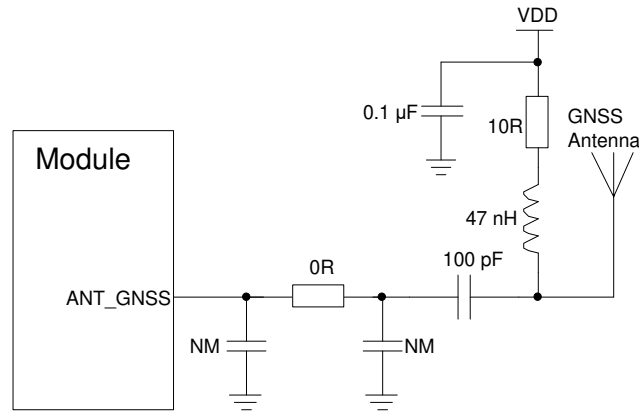 VDD
0.1 µF
10R
GNSS
Antenna
Module
47 nH
100 pF
0R
ANT_GNSS
NM
NM